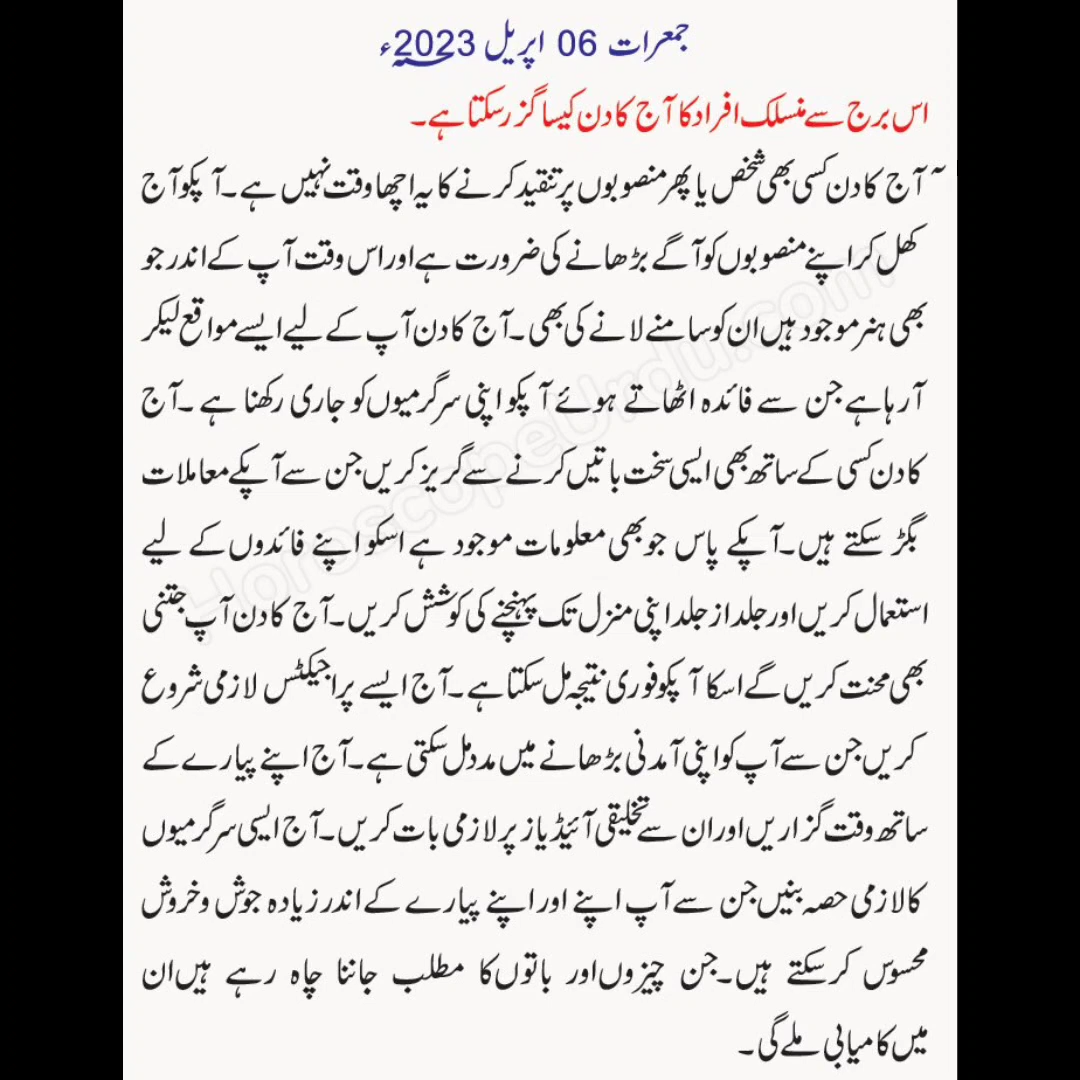 جمعرات 06 اپریل 2023ء
اس برج سے منسلک افراد کا آج کا دن کیسا گزر سکتا ہے۔
آج کا دن کسی بھی شخص یا پھر منصوبوں پر تنقید کرنے کا یہ اچھا وقت نہیں ہے۔ آپکو آج
کھل کر اپنے منصوبوں کو آگے بڑھانے کی ضرورت ہے اور اس وقت آپ کے اندر جو
بھی ہنر موجود ہیں ان کو سامنے لانے کی بھی۔ آج کا دن آپ کے لیے ایسے مواقع لیکر
آ رہا ہے جن سے فائدہ اٹھاتے ہوئے آپکو اپنی سرگرمیوں کو جاری رکھنا ہے۔ آج
کا دن کسی کے ساتھ بھی ایسی سخت باتیں کرنے سے گریز کریں جن سے آپکے معاملات
بگڑ سکتے ہیں۔ آپکے پاس جو بھی معلومات موجود ہے اسکو اپنے فائدوں کے لیے
استعمال کریں اور جلد از جلد اپنی منزل تک پہنچنے کی کوشش کریں۔ آج کا دن آپ جتنی
بھی محنت کریں گے اسکا آپکو فوری نتیجہ مل سکتا ہے۔ آج ایسے پراجیکٹس لازمی شروع
کریں جن سے آپ کو اپنی آمدنی بڑھانے میں مدد مل سکتی ہے۔ آج اپنے پیارے کے
ساتھ وقت گزاریں اور ان سے تخلیقی آئیڈیاز پر لازمی بات کریں۔ آج ایسی سرگرمیوں
کا لازمی حصہ بنیں جن سے آپ اپنے اور اپنے پیارے کے اندر زیادہ جوش و خروش
محسوس کر سکتے ہیں۔ جن چیزوں اور باتوں کا مطلب جاننا چاہ رہے ہیں ان
میں کامیابی ملے گی۔
HoroscopeUrdu.com